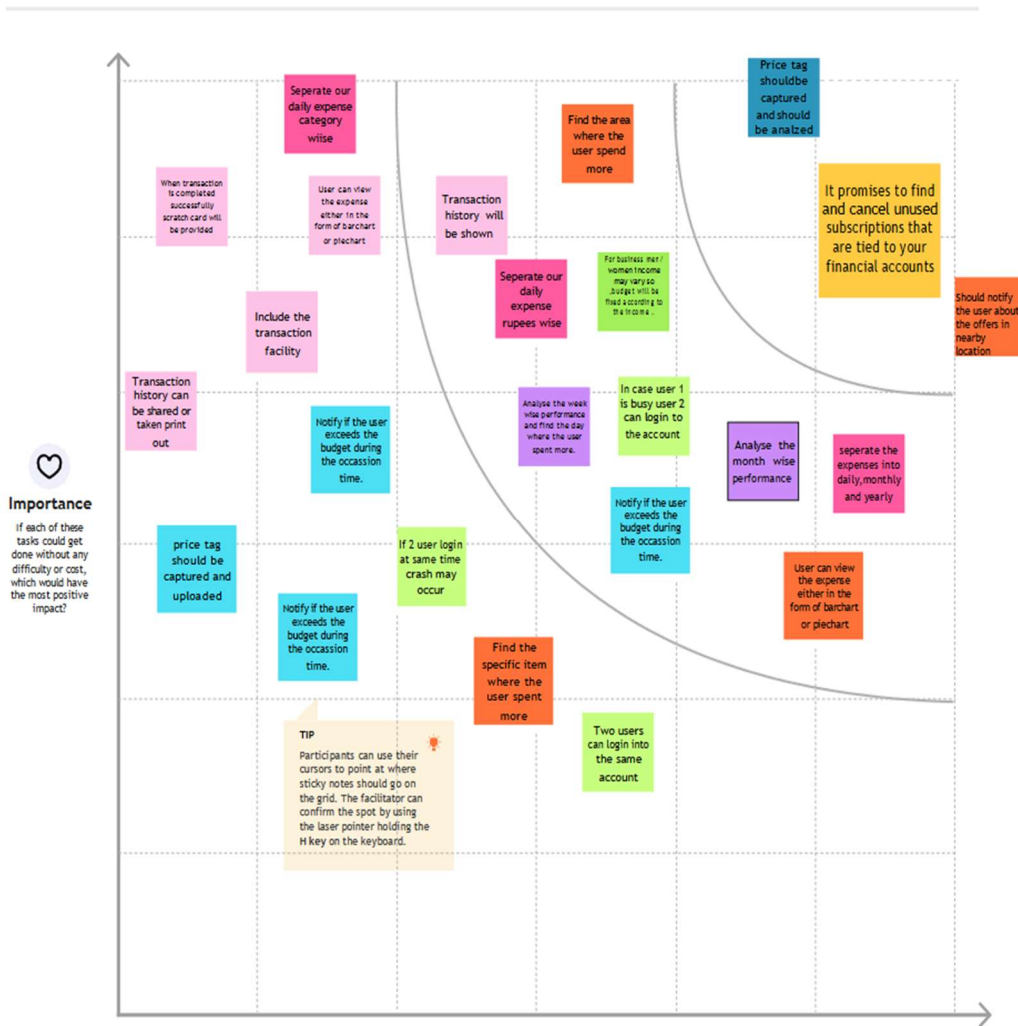 Seperate our
daily expense
category
wiise
Price tag
shouldbe
captured
and should
be analzed
Find the area
where the
user spend
more
When transaction
is completed
successfully
scratch card will
be provided
User can view
the expense
either in the
form of barchart
or piechart
Transaction
history will
be shown
It promises to find
and cancel unused
subscriptions that
are tied to your
financial accounts
Seperate our
daily
expense
rupees wise
For business men/
women income
may vary so
,budget will be
fixed according to
the income .
Should notify
the user about
the offers in
nearby
location
Include the
transaction
facility
Transaction
history can
be shared or
taken print
out
Notify if the user
exceeds the
budget during
the occassion
time.
Analyse the week
wise performance
and find the day
where the user
spent more.
In case user 1
is busy user 2
can login to
the account
Analyse the
month wise
performance
seperate the
expenses into
daily,monthly
and yearly
Importance
If each of these
tasks could get
done without any
difficulty or cost,
which would have
the most positive
impact?
price tag
should be
captured and
uploaded
If 2 user login
at same time
crash may
occur
Notify if the user
exceeds the
budget during
the occassion
time.
User can view
the expense
either in the
form of barchart
or piechart
Notify if the user
exceeds the
budget during
the occassion
time.
Find the
specific item
where the
user spent
more
Two users
can login into
the same
account
TIP
Participants can use their
cursors to point at where
sticky notes should go on
the grid. The facilitator can
confirm the spot by using
the laser pointer holding the
H key on the keyboard.